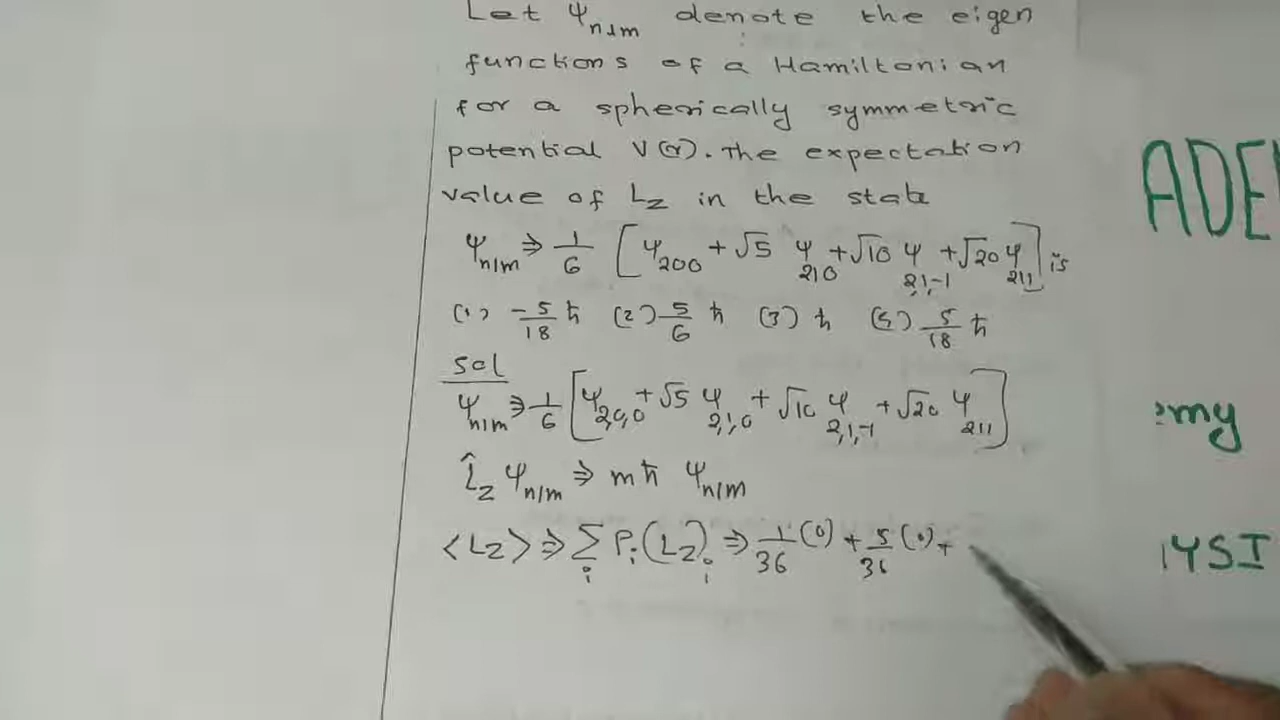 Let Ψnlm denote the eigen
functions of a Hamiltonian
for a spherically symmetric
potential V(r). The expectation
value of Lz in the state
Ψnlm ⇒ 1/6 [Ψ200 + √5 Ψ210 + √10 Ψ2,1,-1 + √20 Ψ211] is
(1) -5/18 ħ (2) 5/6 ħ (3) ħ (5) 5/18 ħ
sol
Ψnlm ⇒ 1/6 [Ψ2,0,0 + √5 Ψ2,1,0 + √10 Ψ2,1,-1 + √20 Ψ211]
L̂z Ψnlm ⇒ mħ Ψnlm
<Lz> ⇒ Σi Pi (Lz)i ⇒ 1/36 (0) + 5/36 (0) +
ADE
my
YSI